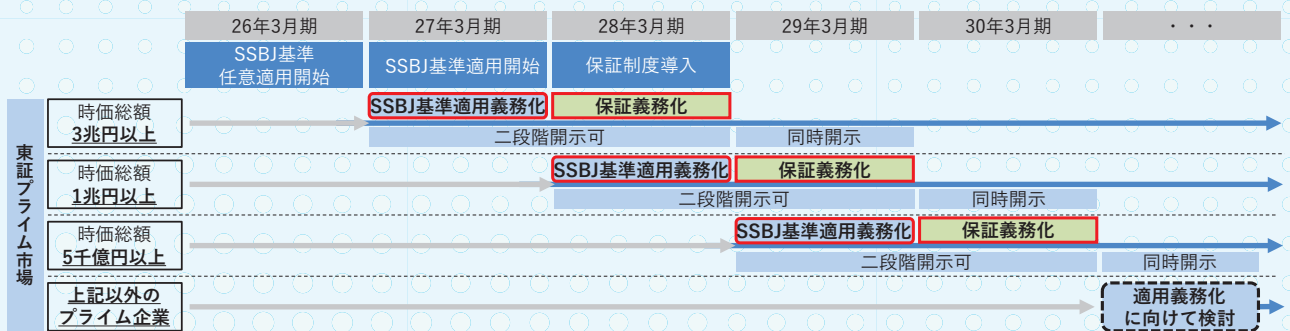 26年3月期
27年3月期
28年3月期
29年3月期
30年3月期
・・・
SSBJ基準
任意適用開始
SSBJ基準適用開始
保証制度導入
東証プライム市場
時価総額
3兆円以上
SSBJ基準適用義務化
保証義務化
二段階開示可
同時開示
時価総額
1兆円以上
SSBJ基準適用義務化
保証義務化
二段階開示可
同時開示
時価総額
5千億円以上
SSBJ基準適用義務化
保証義務化
二段階開示可
同時開示
上記以外の
プライム企業
適用義務化
に向けて検討